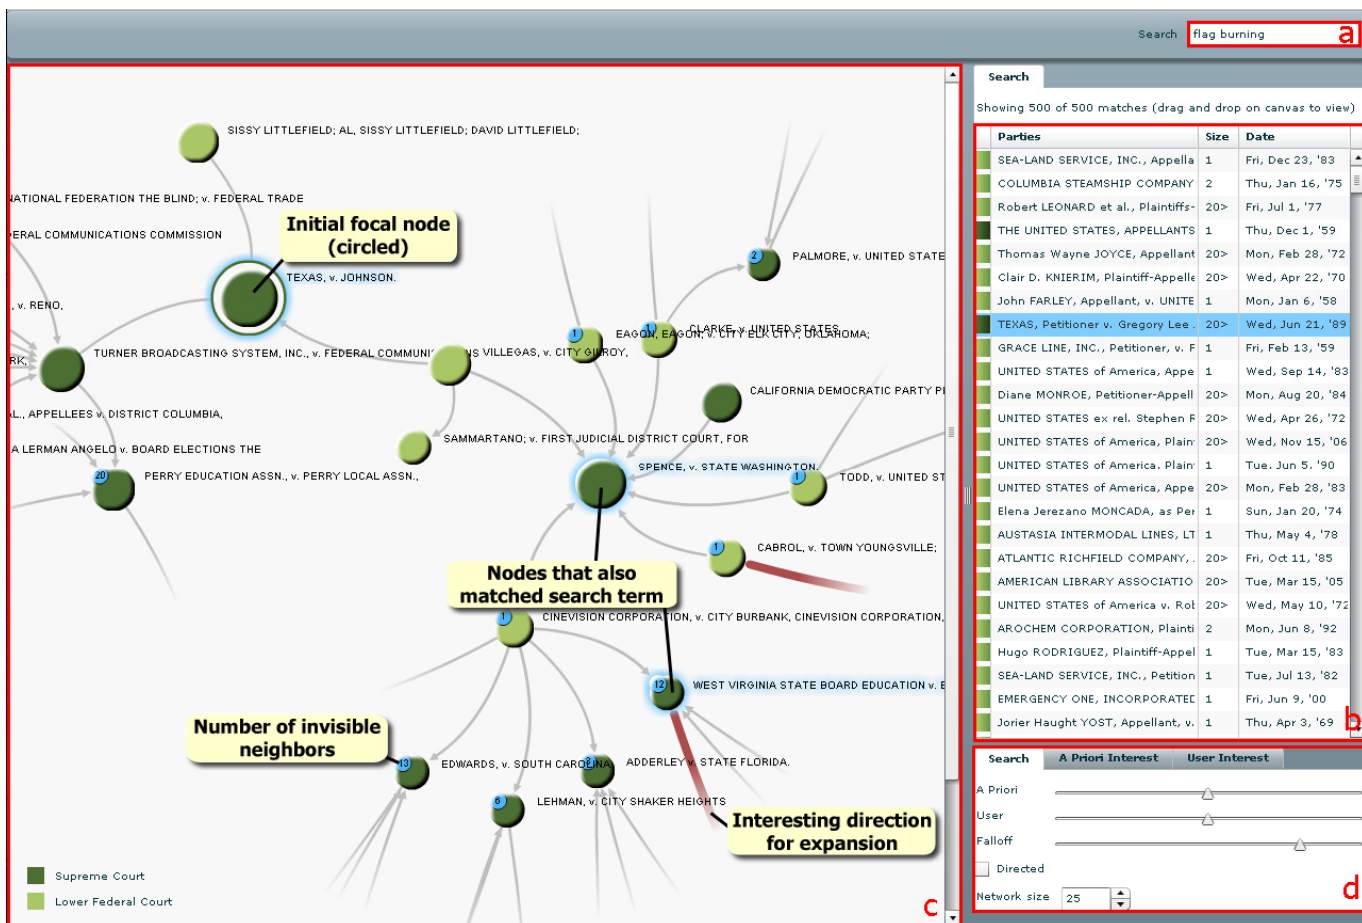 Search flag burning a
Search
Showing 500 of 500 matches (drag and drop on canvas to view)
Parties Size Date
SEA-LAND SERVICE, INC., Appella 1 Fri, Dec 23, '83
COLUMBIA STEAMSHIP COMPANY 2 Thu, Jan 16, '75
Robert LEONARD et al., Plaintiffs- 20> Fri, Jul 1, '77
THE UNITED STATES, APPELLANTS 1 Thu, Dec 1, '59
Thomas Wayne JOYCE, Appellant 20> Mon, Feb 28, '72
Clair D. KNIERIM, Plaintiff-Appelle 20> Wed, Apr 22, '70
John FARLEY, Appellant, v. UNITE 1 Mon, Jan 6, '58
TEXAS, Petitioner v. Gregory Lee . 20> Wed, Jun 21, '89
GRACE LINE, INC., Petitioner, v. F 1 Fri, Feb 13, '59
UNITED STATES of America, Appe 1 Wed, Sep 14, '83
Diane MONROE, Petitioner-Appell 20> Mon, Aug 20, '84
UNITED STATES ex rel. Stephen F 20> Wed, Apr 26, '72
UNITED STATES of America, Plain 20> Wed, Nov 15, '06
UNITED STATES of America. Plain 1 Tue. Jun 5. '90
UNITED STATES of America, Appe 20> Mon, Feb 28, '83
Elena Jerezano MONCADA, as Per 1 Sun, Jan 20, '74
AUSTASIA INTERMODAL LINES, LT 1 Thu, May 4, '78
ATLANTIC RICHFIELD COMPANY, . 20> Fri, Oct 11, '85
AMERICAN LIBRARY ASSOCIATIO 20> Tue, Mar 15, '05
UNITED STATES of America v. Rob 20> Wed, May 10, '72
AROCHEM CORPORATION, Plainti 2 Mon, Jun 8, '92
Hugo RODRIGUEZ, Plaintiff-Appel 1 Tue, Mar 15, '83
SEA-LAND SERVICE, INC., Petition 1 Tue, Jul 13, '82
EMERGENCY ONE, INCORPORATED 1 Fri, Jun 9, '00
Jorier Haught YOST, Appellant, v. 1 Thu, Apr 3, '69
b
SISSY LITTLEFIELD; AL, SISSY LITTLEFIELD; DAVID LITTLEFIELD;
NATIONAL FEDERATION THE BLIND; v. FEDERAL TRADE
Initial focal node
(circled)
ERAL COMMUNICATIONS COMMISSION
2 PALMORE, v. UNITED STATE
TEXAS, v. JOHNSON.
, v. RENO,
1 EAGON, EAGON, v. CITY ELK CITY, OKLAHOMA;
1 CLARKE, v. UNITED STATES
TURNER BROADCASTING SYSTEM, INC., v. FEDERAL COMMUNICATIONS
VILLEGAS, v. CITY GILROY,
RK,
CALIFORNIA DEMOCRATIC PARTY P
AL., APPELLEES v. DISTRICT COLUMBIA,
SAMMARTANO; v. FIRST JUDICIAL DISTRICT COURT, FOR
A LERMAN ANGELO v. BOARD ELECTIONS THE
SPENCE, v. STATE WASHINGTON.
20 PERRY EDUCATION ASSN., v. PERRY LOCAL ASSN.,
1 TODD, v. UNITED ST
1 CABROL, v. TOWN YOUNGSVILLE;
Nodes that also
matched search term
1 CINEVISION CORPORATION, v. CITY BURBANK, CINEVISION CORPORATION,
12 WEST VIRGINIA STATE BOARD EDUCATION v. B
Number of invisible
neighbors
13 EDWARDS, v. SOUTH CAROLINA.
ADDERLEY v. STATE FLORIDA.
6 LEHMAN, v. CITY SHAKER HEIGHTS
Interesting direction
for expansion
Supreme Court
Lower Federal Court
c
Search A Priori Interest User Interest
A Priori
User
Falloff
Directed
Network size 25
d